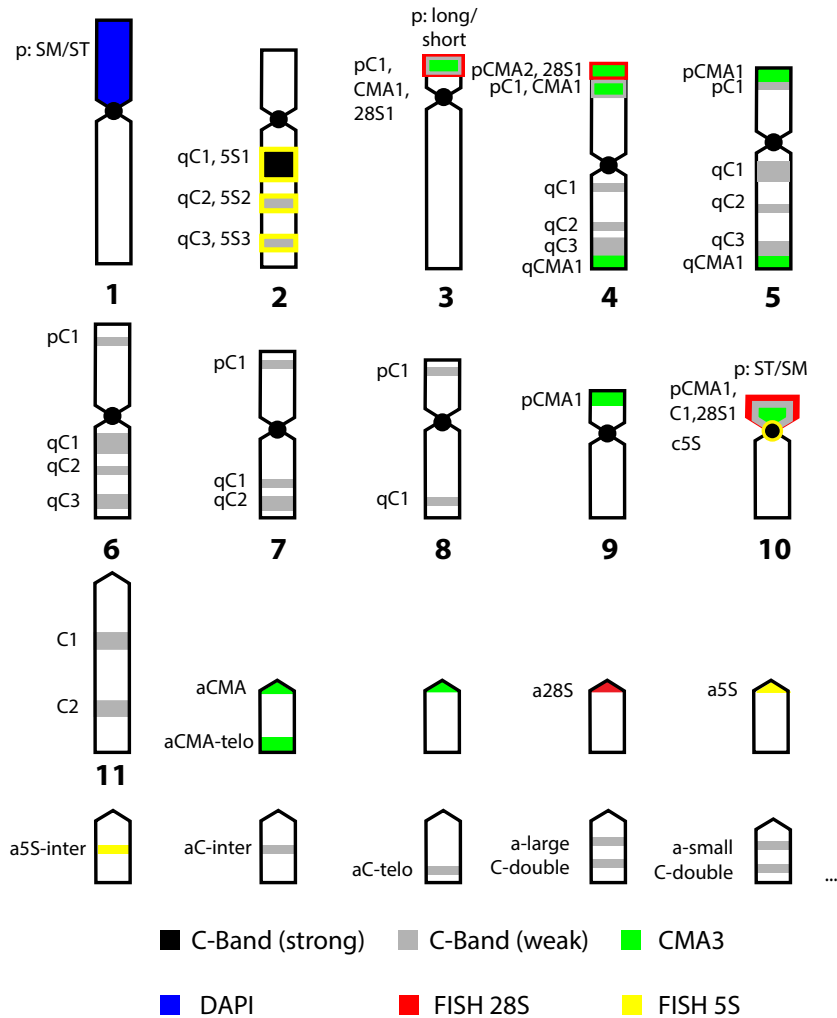 p: SM/ST
1
qC1, 5S1
qC2, 5S2
qC3, 5S3
2
p: long/
short
pC1,
CMA1,
28S1
3
pCMA2, 28S1
pC1, CMA1
qC1
qC2
qC3
qCMA1
4
pCMA1
pC1
qC1
qC2
qC3
qCMA1
5
pC1
qC1
qC2
qC3
6
pC1
qC1
qC2
7
pC1
qC1
8
pCMA1
9
p: ST/SM
pCMA1,
C1,28S1
c5S
10
C1
C2
11
aCMA
aCMA-telo
a28S
a5S
a5S-inter
aC-inter
aC-telo
a-large
C-double
a-small
C-double
...
C-Band (strong)
C-Band (weak)
CMA3
DAPI
FISH 28S
FISH 5S